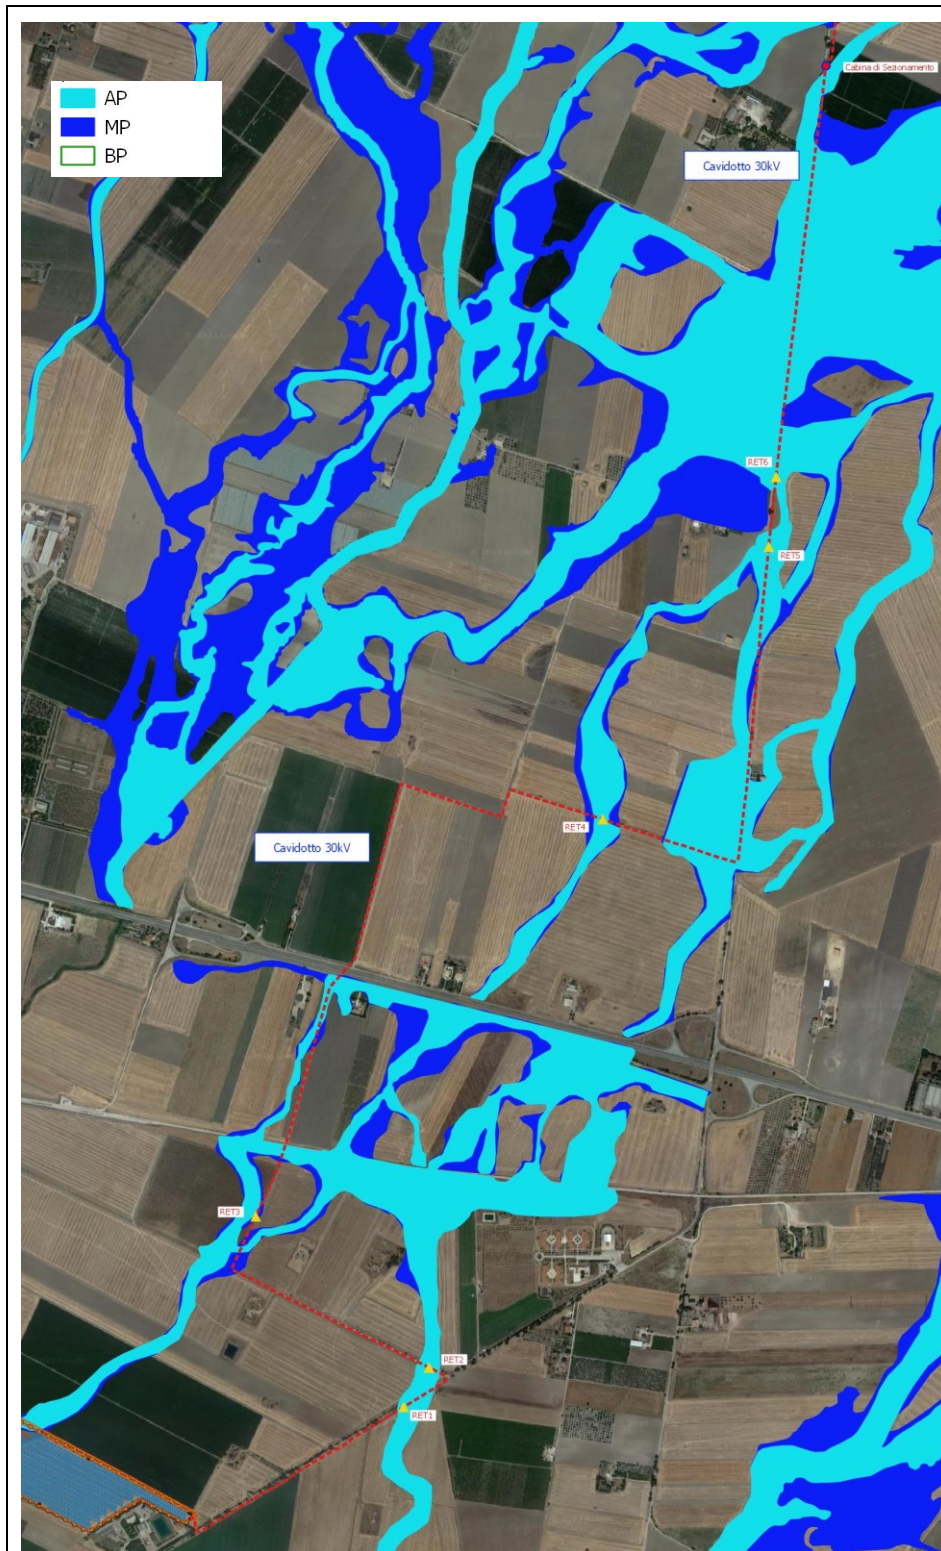 Cabina di Sezionamento
AP
MP
BP
Cavidotto 30kV
RET6
RET5
RET4
Cavidotto 30kV
RET3
RET2
RET1